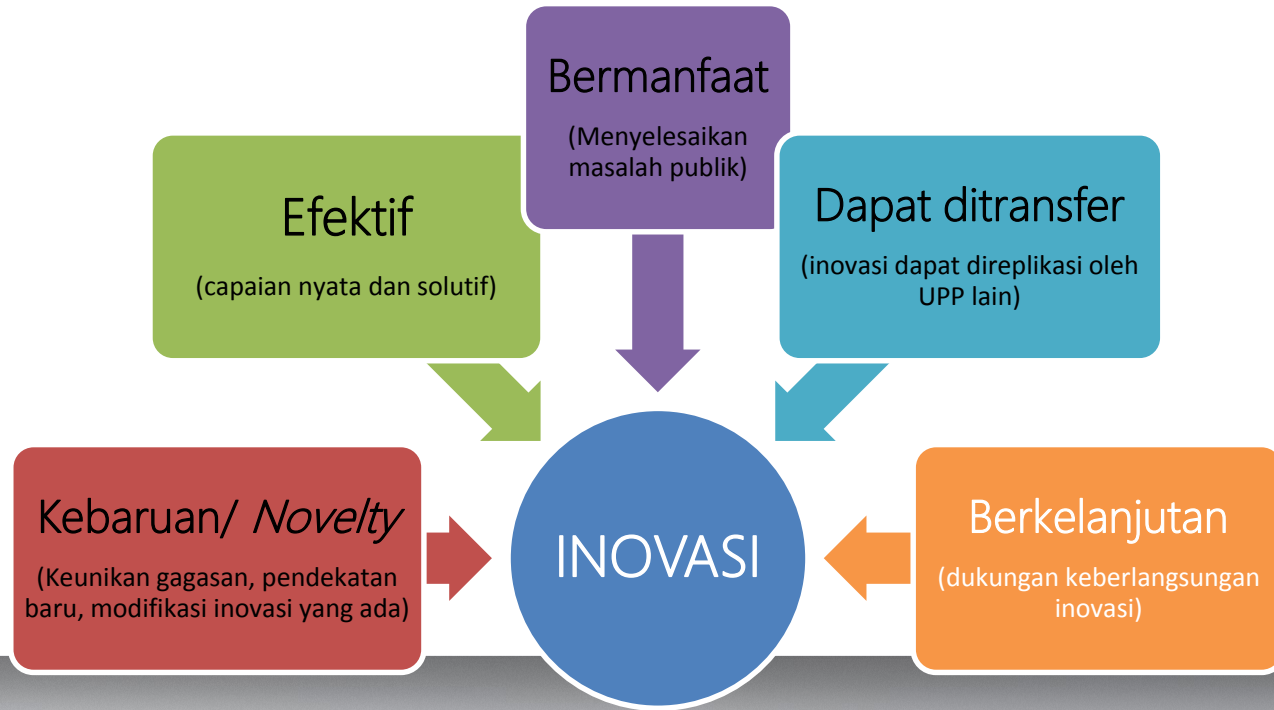 Bermanfaat
(Menyelesaikan
masalah publik)
Efektif
(capaian nyata dan solutif)
Dapat ditransfer
(inovasi dapat direplikasi oleh
UPP lain)
Kebaruan/ Novelty
(Keunikan gagasan, pendekatan
baru, modifikasi inovasi yang ada)
INOVASI
Berkelanjutan
(dukungan keberlangsungan
inovasi)